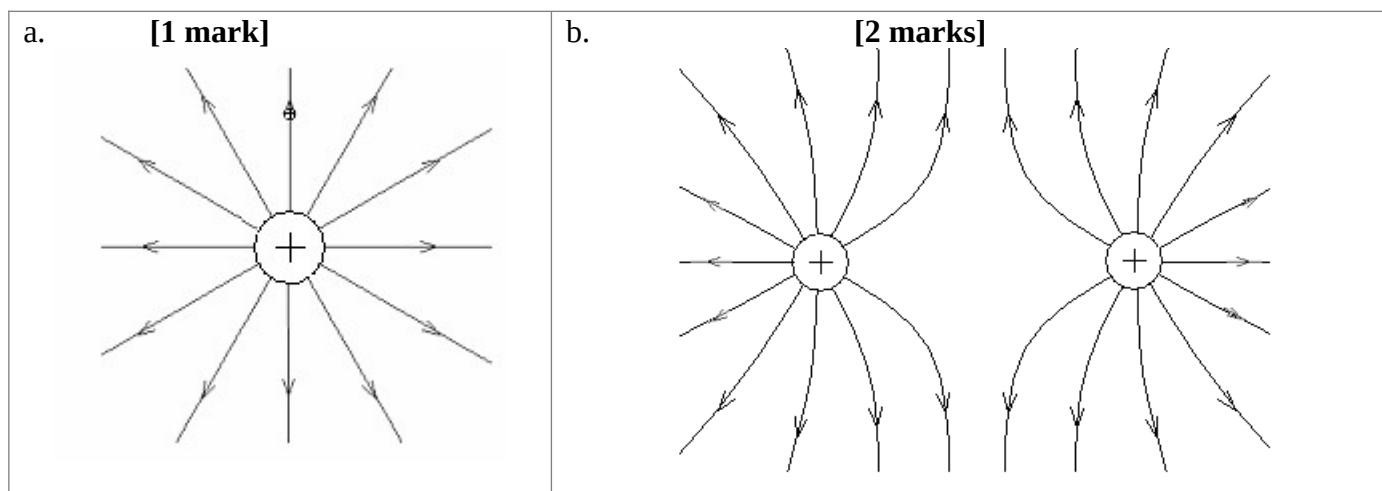 a. [1 mark]
b. [2 marks]
+
+ +